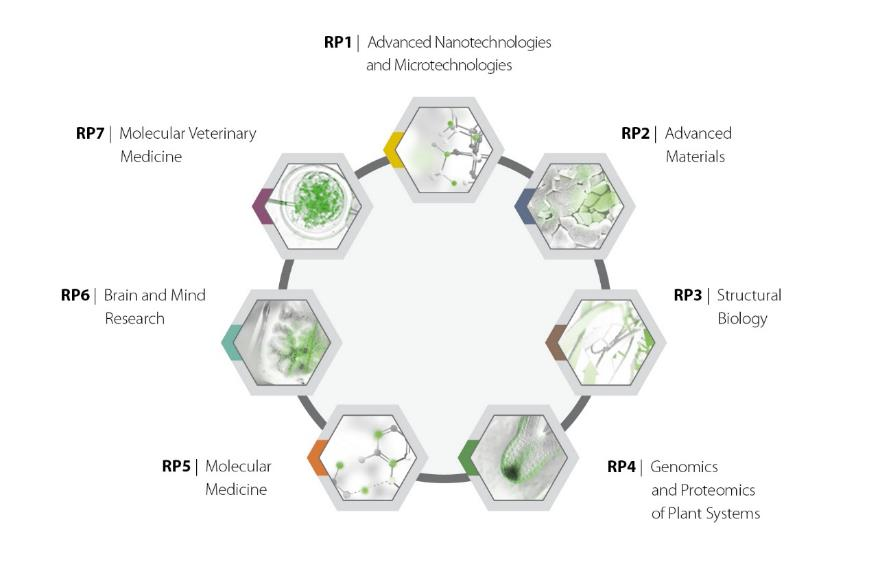 RP1 | Advanced Nanotechnologies
and Microtechnologies
RP2 | Advanced
Materials
RP3 | Structural
Biology
RP4 | Genomics
and Proteomics
of Plant Systems
RP5 | Molecular
Medicine
RP6 | Brain and Mind
Research
RP7 | Molecular Veterinary
Medicine